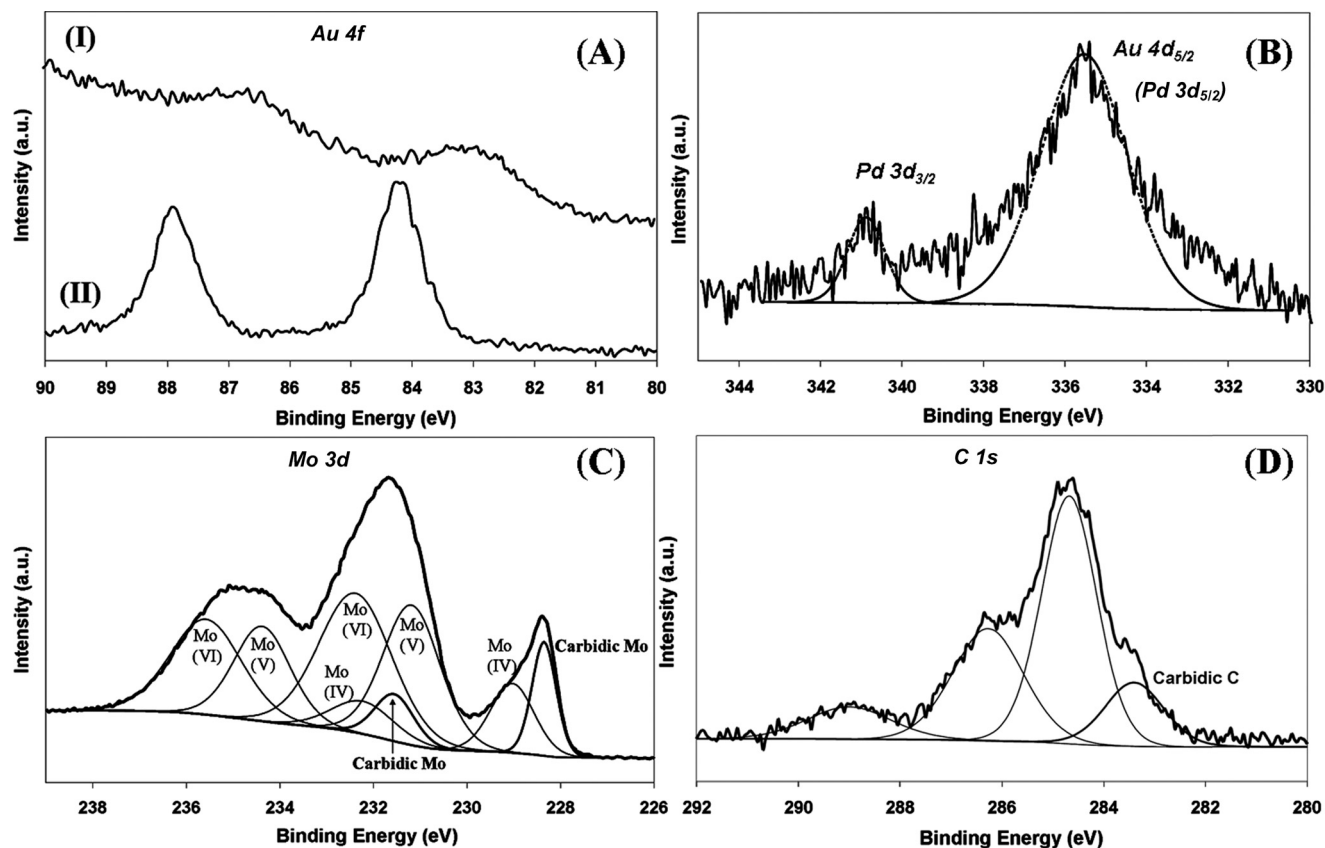 (I)
Au 4f
(A)
(II)
Intensity (a.u.)
90 89 88 87 86 85 84 83 82 81 80
Binding Energy (eV)
(B)
Au 4d5/2
(Pd 3d5/2)
Pd 3d3/2
Intensity (a.u.)
344 342 340 338 336 334 332 330
Binding Energy (eV)
Mo 3d
(C)
Intensity (a.u.)
Mo
(VI)
Mo
(V)
Mo
(VI)
Mo
(IV)
Mo
(V)
Mo
(IV)
Carbidic Mo
Carbidic Mo
238 236 234 232 230 228 226
Binding Energy (eV)
C 1s
(D)
Intensity (a.u.)
Carbidic C
292 290 288 286 284 282 280
Binding Energy (eV)